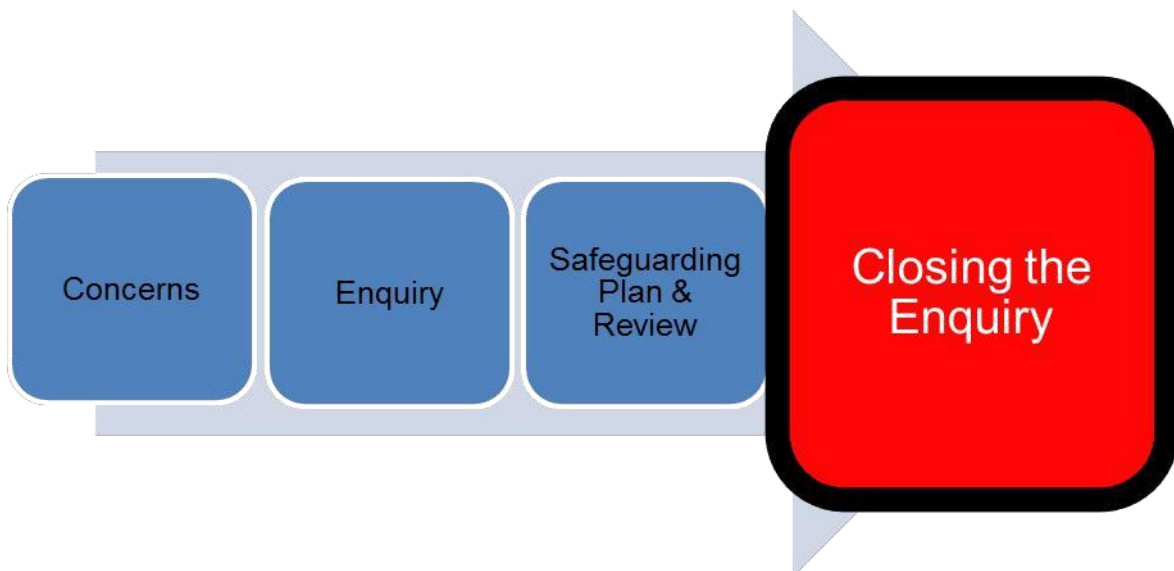 Concerns
Enquiry
Safeguarding
Plan &
Review
Closing the
Enquiry